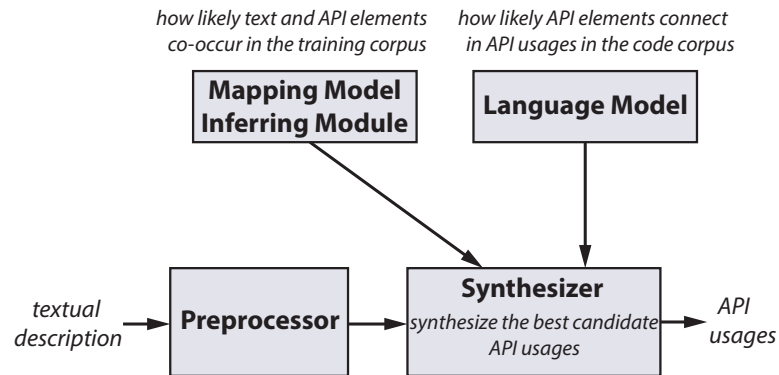 how likely text and API elements
co-occur in the training corpus
how likely API elements connect
in API usages in the code corpus
Mapping Model
Inferring Module
Language Model
textual
description
Preprocessor
Synthesizer
synthesize the best candidate
API usages
API
usages